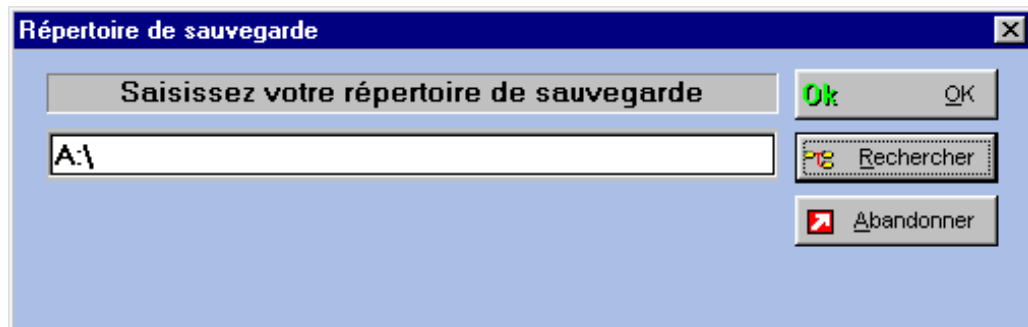 Répertoire de sauvegarde
Saisissez votre répertoire de sauvegarde
Ok OK
A:\
Rechercher
Abandonner